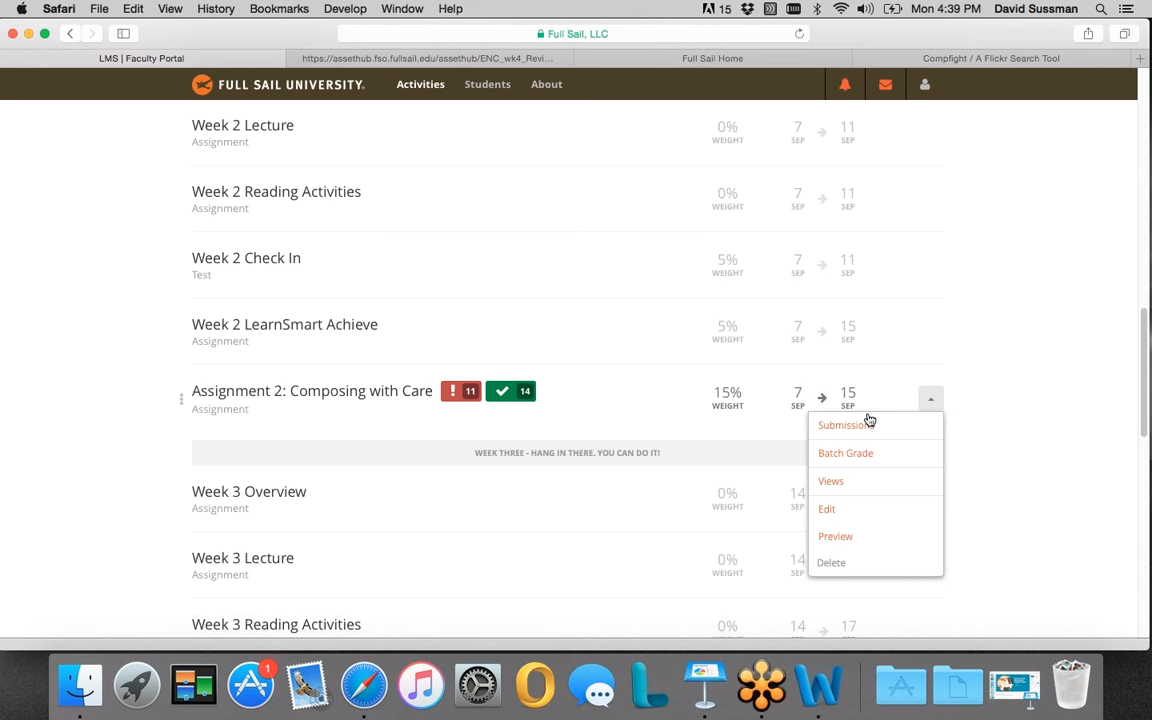 Safari File Edit View History Bookmarks Develop Window Help 15 Mon 4:39 PM David Sussman
Full Sail, LLC
LMS | Faculty Portal https://assethub.fso.fullsail.edu/assethub/ENC_wk4_Revi... Full Sail Home Compfight / A Flickr Search Tool
FULL SAIL UNIVERSITY. Activities Students About
Week 2 Lecture 0% 7 11
Assignment WEIGHT SEP SEP
Week 2 Reading Activities 0% 7 11
Assignment WEIGHT SEP SEP
Week 2 Check In 5% 7 11
Test WEIGHT SEP SEP
Week 2 LearnSmart Achieve 5% 7 15
Assignment WEIGHT SEP SEP
Assignment 2: Composing with Care ! 11 14 15% 7 15
Assignment WEIGHT SEP SEP
Submissions
Batch Grade
WEEK THREE - HANG IN THERE. YOU CAN DO IT!
Views
Week 3 Overview 0% 14
Assignment WEIGHT SEP
Edit
Preview
Week 3 Lecture 0% 14
Delete
Assignment WEIGHT SEP
Week 3 Reading Activities 0% 14 17
WEIGHT SEP SEP
1